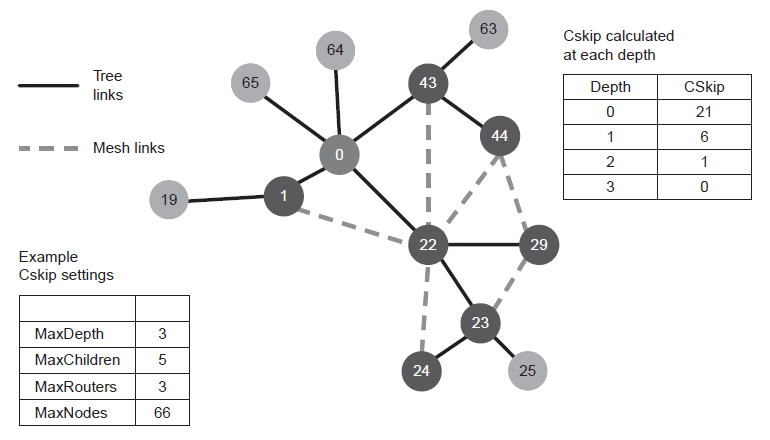 63
64
Cskip calculated
at each depth
65
43
Tree
links
Depth CSkip
0 21
1 6
2 1
3 0
44
Mesh links
0
19
1
22
29
Example
Cskip settings
MaxDepth 3
MaxChildren 5
MaxRouters 3
MaxNodes 66
23
24
25